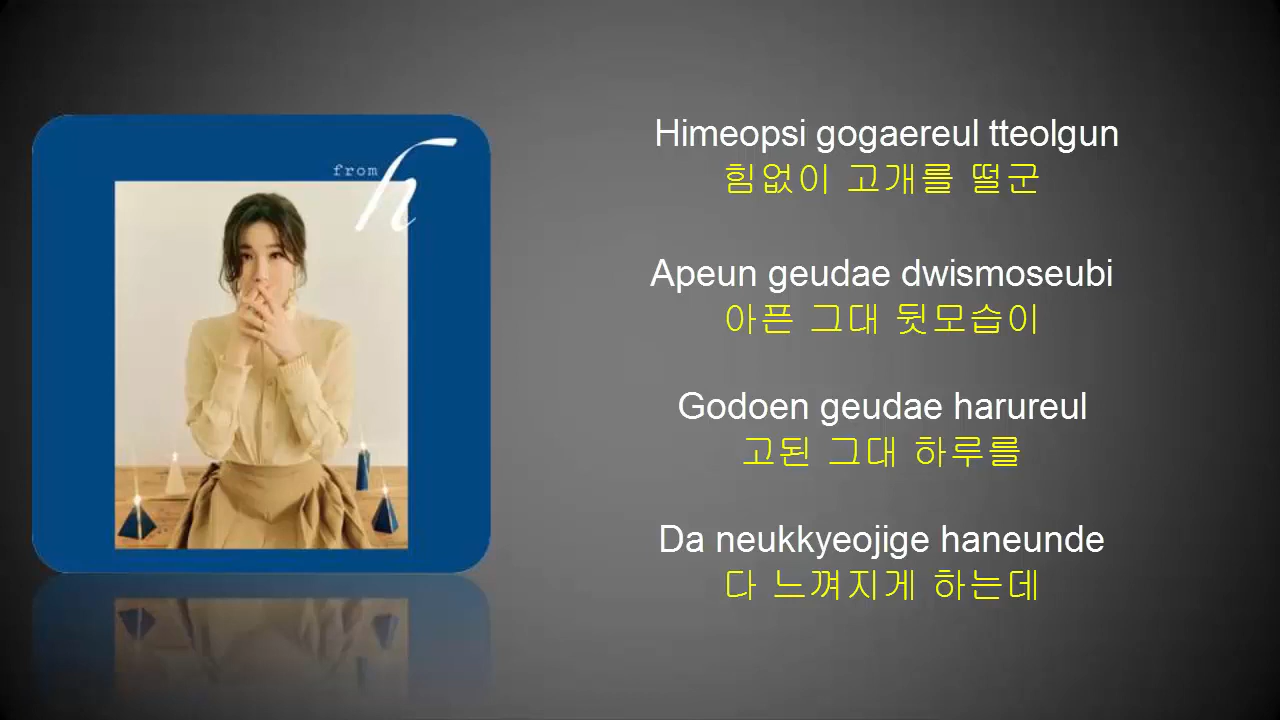 from h
Himeopsi gogaereul tteolgun
힘없이 고개를 떨군
Apeun geudae dwismoseubi
아픈 그대 뒷모습이
Godoen geudae harureul
고된 그대 하루를
Da neukkyeojige haneunde
다 느껴지게 하는데